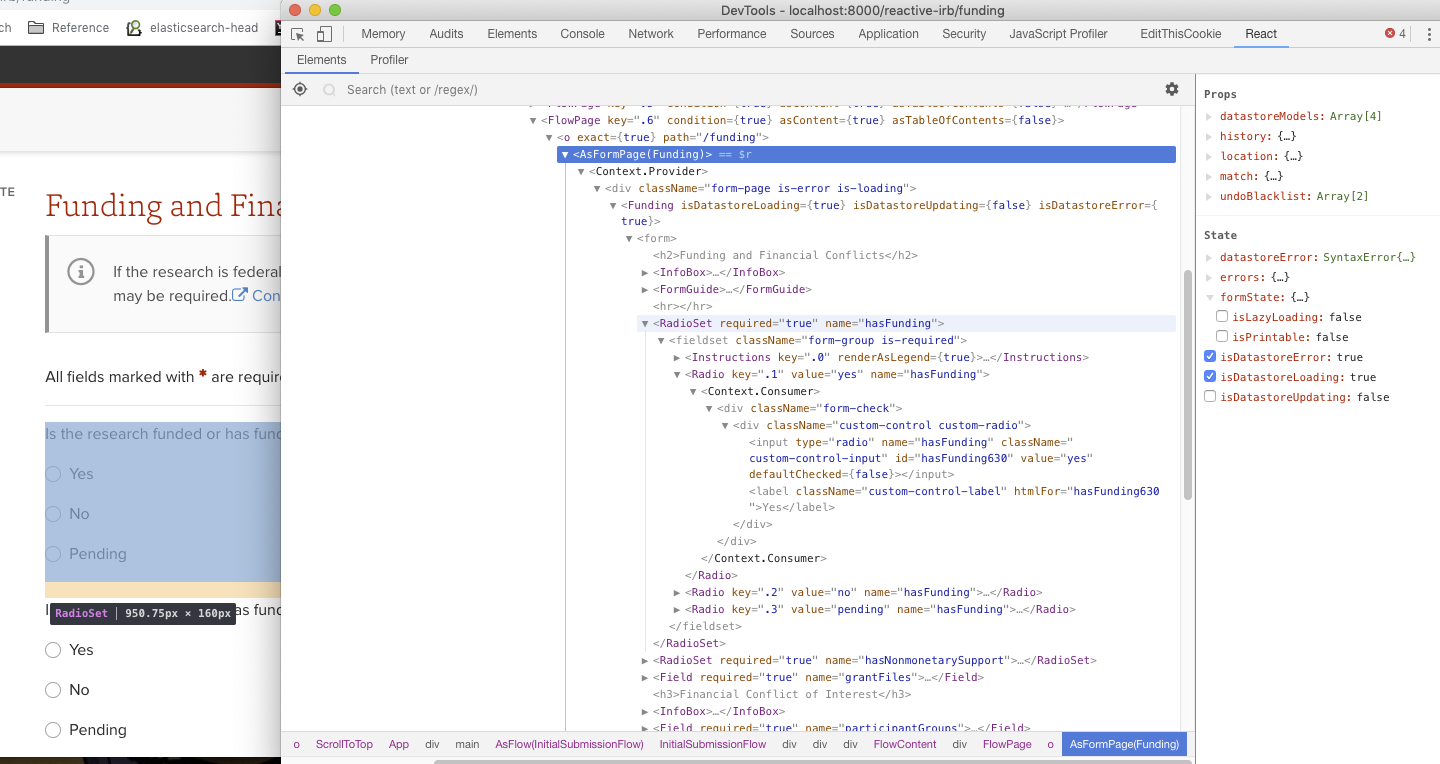 irb/funding
DevTools - localhost:8000/reactive-irb/funding
ch Reference elasticsearch-head
Memory Audits Elements Console Network Performance Sources Application Security JavaScript Profiler EditThisCookie React 4
Elements Profiler
Search (text or /regex/)
<FlowPage key=".6" condition={true} asContent={true} asTableOfContents={false}>
<o exact={true} path="/funding">
<AsFormPage(Funding)> == $r
<Context.Provider>
<div className="form-page is-error is-loading">
<Funding isDatastoreLoading={true} isDatastoreUpdating={false} isDatastoreError={
true}>
<form>
<h2>Funding and Financial Conflicts</h2>
<InfoBox>…</InfoBox>
<FormGuide>…</FormGuide>
<hr></hr>
<RadioSet required="true" name="hasFunding">
<fieldset className="form-group is-required">
<Instructions key=".0" renderAsLegend={true}>…</Instructions>
<Radio key=".1" value="yes" name="hasFunding">
<Context.Consumer>
<div className="form-check">
<div className="custom-control custom-radio">
<input type="radio" name="hasFunding" className="
custom-control-input" id="hasFunding630" value="yes"
defaultChecked={false}></input>
<label className="custom-control-label" htmlFor="hasFunding630
">Yes</label>
</div>
</div>
</Context.Consumer>
</Radio>
<Radio key=".2" value="no" name="hasFunding">…</Radio>
<Radio key=".3" value="pending" name="hasFunding">…</Radio>
</fieldset>
</RadioSet>
<RadioSet required="true" name="hasNonmonetarySupport">…</RadioSet>
<Field required="true" name="grantFiles">…</Field>
<h3>Financial Conflict of Interest</h3>
<InfoBox>…</InfoBox>
<Field required="true" name="participantGroups">…</Field>
o ScrollToTop App div main AsFlow(InitialSubmissionFlow) InitialSubmissionFlow div div div FlowContent div FlowPage o AsFormPage(Funding)
Props
datastoreModels: Array[4]
history: {…}
location: {…}
match: {…}
undoBlacklist: Array[2]
State
datastoreError: SyntaxError{…}
errors: {…}
formState: {…}
isLazyLoading: false
isPrintable: false
isDatastoreError: true
isDatastoreLoading: true
isDatastoreUpdating: false
TE
Funding and Fina
If the research is federal
may be required. Con
All fields marked with * are require
Is the research funded or has fund
Yes
No
Pending
RadioSet | 950.75px × 160px
as func
Yes
No
Pending